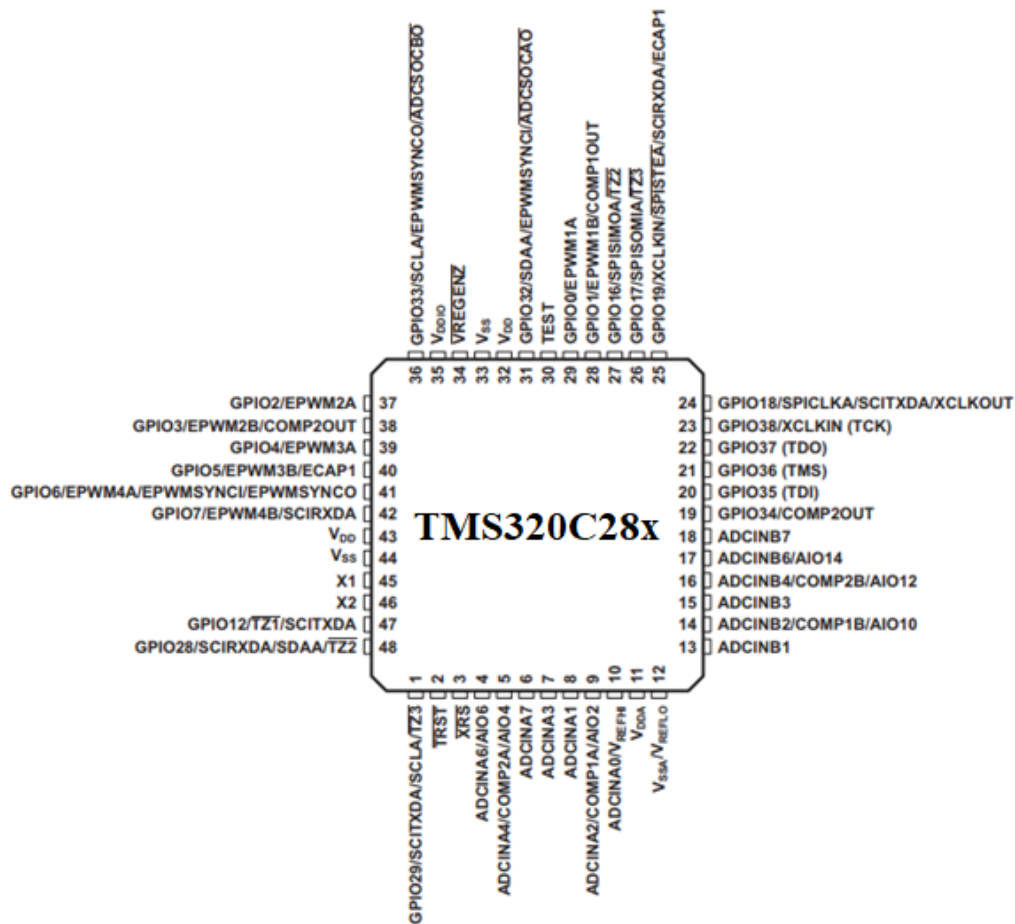 GPIO33/SCLA/EPWMSYNCO/ADCSOCBO
VDDIO
VREGENZ
VSS
VDD
GPIO32/SDAA/EPWMSYNCI/ADCSOCAO
TEST
GPIO0/EPWM1A
GPIO1/EPWM1B/COMP1OUT
GPIO16/SPISIMOA/TZ2
GPIO17/SPISOMIA/TZ3
GPIO19/XCLKIN/SPISTEA/SCIRXDA/ECAP1
36 35 34 33 32 31 30 29 28 27 26 25
GPIO2/EPWM2A 37
GPIO3/EPWM2B/COMP2OUT 38
GPIO4/EPWM3A 39
GPIO5/EPWM3B/ECAP1 40
GPIO6/EPWM4A/EPWMSYNCI/EPWMSYNCO 41
GPIO7/EPWM4B/SCIRXDA 42
VDD 43
VSS 44
X1 45
X2 46
GPIO12/TZ1/SCITXDA 47
GPIO28/SCIRXDA/SDAA/TZ2 48
TMS320C28x
24 GPIO18/SPICLKA/SCITXDA/XCLKOUT
23 GPIO38/XCLKIN (TCK)
22 GPIO37 (TDO)
21 GPIO36 (TMS)
20 GPIO35 (TDI)
19 GPIO34/COMP2OUT
18 ADCINB7
17 ADCINB6/AIO14
16 ADCINB4/COMP2B/AIO12
15 ADCINB3
14 ADCINB2/COMP1B/AIO10
13 ADCINB1
1 2 3 4 5 6 7 8 9 10 11 12
GPIO29/SCITXDA/SCLA/TZ3
TRST
XRS
ADCINA6/AIO6
ADCINA4/COMP2A/AIO4
ADCINA7
ADCINA3
ADCINA1
ADCINA2/COMP1A/AIO2
ADCINA0/VREFHI
VDDA
VSSA/VREFLO